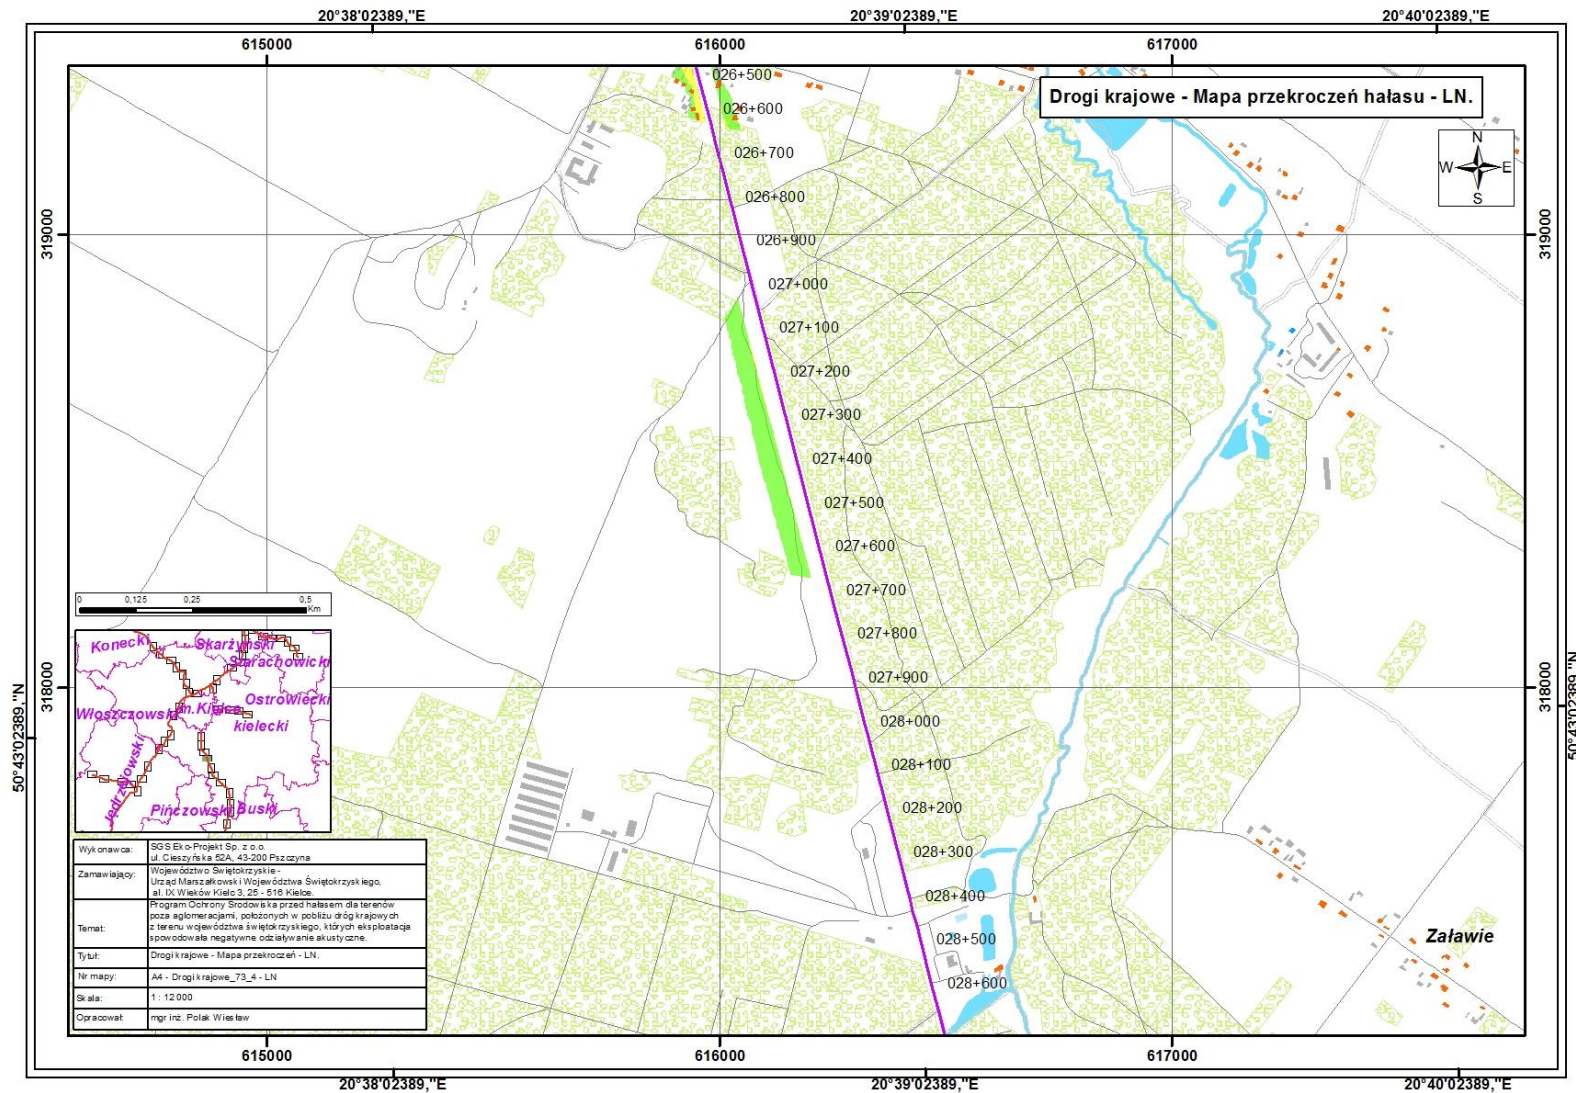 20°38'02389,"E
20°39'02389,"E
20°40'02389,"E
615000
616000
617000
Drogi krajowe - Mapa przekroczeń hałasu - LN.
N
W
E
S
319000
319000
318000
318000
50°43'02389,"N
50°43'02389,"N
026+500
026+600
026+700
026+800
026+900
027+000
027+100
027+200
027+300
027+400
027+500
027+600
027+700
027+800
027+900
028+000
028+100
028+200
028+300
028+400
028+500
028+600
Załawie
0
0,125
0,25
0,5
Km
Konecki
Skarżyński
Starachowicki
Ostrowiecki
Włoszczowski
m.Kielce
kielecki
Jędrzejowski
Pińczowski
Buski
Wykonawca:
SGS Eko-Projekt Sp. z o.o.
ul. Cieszyńska 52A, 43-200 Pszczyna
Zamawiający:
Województwo Świętokrzyskie -
Urząd Marszałkowski Województwa Świętokrzyskiego,
al. IX Wieków Kielc 3, 25 - 516 Kielce.
Temat:
Program Ochrony Środowiska przed hałasem dla terenów
poza aglomeracjami, położonych w pobliżu dróg krajowych
z terenu województwa świętokrzyskiego, których eksploatacja
spowodowała negatywne odziaływanie akustyczne.
Tytuł:
Drogi krajowe - Mapa przekroczeń - LN.
Nr mapy:
A4 - Drogi krajowe_73_4 - LN
Skala:
1 : 12 000
Opracował:
mgr inż. Polak Wiesław
615000
616000
617000
20°38'02389,"E
20°39'02389,"E
20°40'02389,"E